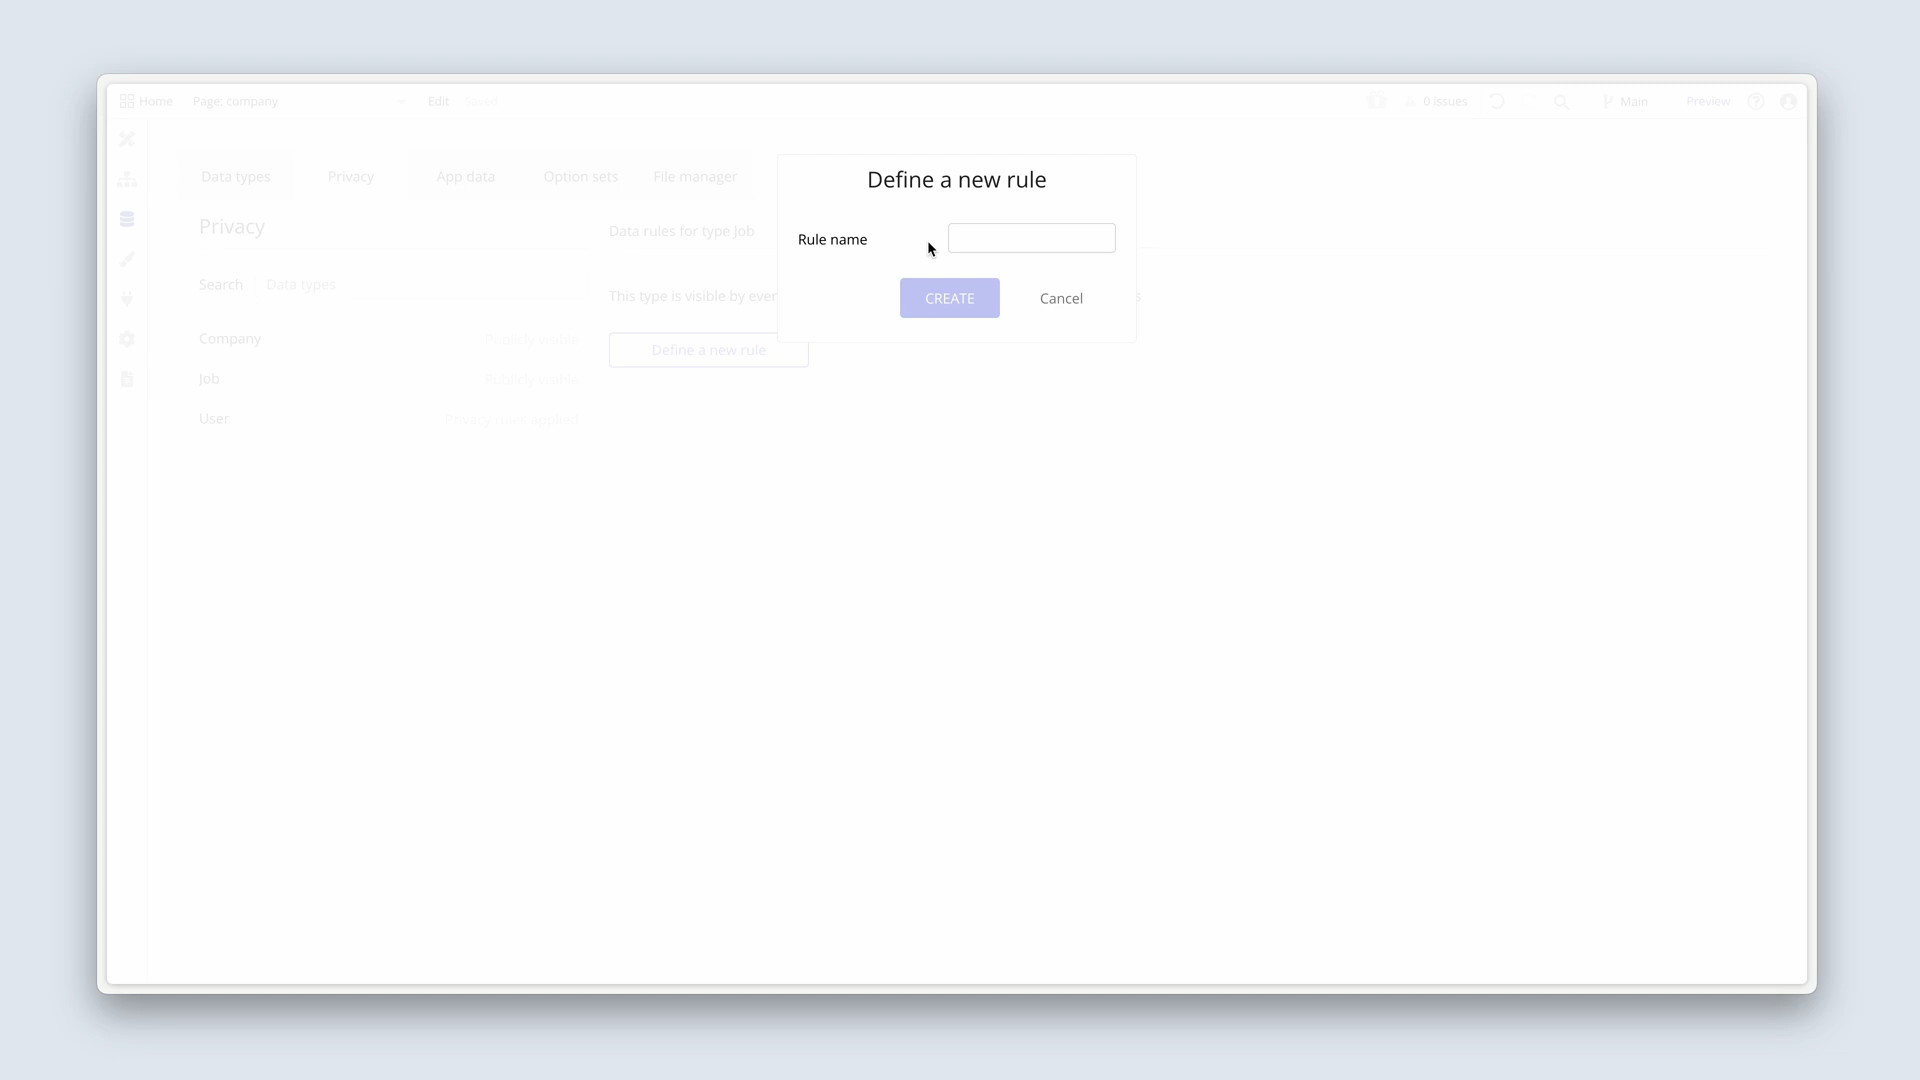 Home Page: company Edit Saved 0 issues Main Preview
Data types Privacy App data Option sets File manager
Define a new rule
Privacy
Data rules for type Job
Rule name
Search Data types
This type is visible by ever
s
CREATE Cancel
Company Publicly visible
Define a new rule
Job Publicly visible
User Privacy rules applied